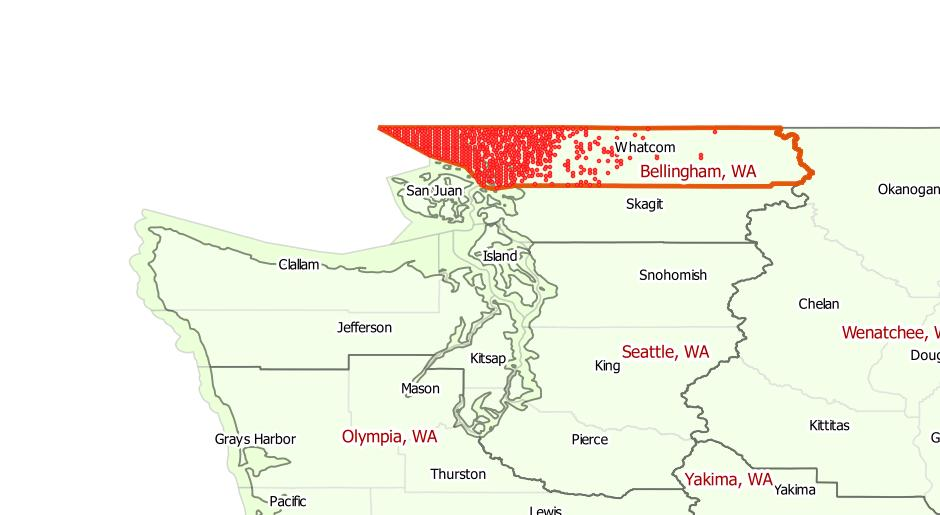 Whatcom
Bellingham, WA
San Juan
Okanogan
Skagit
Island
Clallam
Snohomish
Chelan
Jefferson
Wenatchee, W
Seattle, WA
Doug
Kitsap
King
Mason
Kittitas
Grays Harbor
Olympia, WA
Pierce
G
Thurston
Yakima, WA
Yakima
Pacific
Lewis